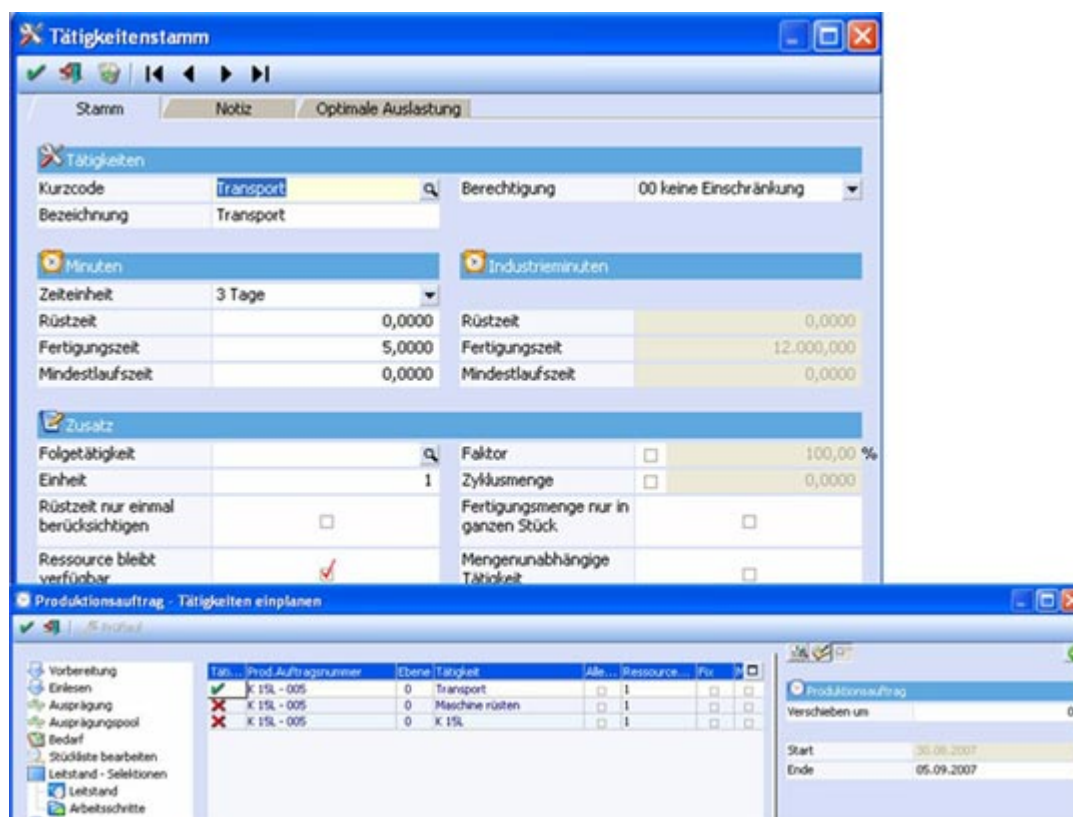 Tätigkeitenstamm
Stamm Notiz Optimale Auslastung
Tätigkeiten
Kurzcode Transport Berechtigung 00 keine Einschränkung
Bezeichnung Transport
Minuten Industrieminuten
Zeiteinheit 3 Tage
Rüstzeit 0,0000 Rüstzeit 0,0000
Fertigungszeit 5,0000 Fertigungszeit 12.000,000
Mindestlaufszeit 0,0000 Mindestlaufszeit 0,0000
Zusatz
Folgetätigkeit Faktor 100,00 %
Einheit 1 Zyklusmenge 0,0000
Rüstzeit nur einmal berücksichtigen Fertigungsmenge nur in ganzen Stück
Ressource bleibt verfügbar Mengenunabhängige Tätigkeit
Produktionsauftrag - Tätigkeiten einplanen
Vorbereitung
Einlesen
Ausprägung
Ausprägungspool
Bedarf
Stückliste bearbeiten
Leitstand - Selektionen
Leitstand
Arbeitsschritte
Täti... Prod.Auftragsnummer Ebene Tätigkeit Alle... Ressource... Fix
K 15L - 005 0 Transport 1
K 15L - 005 0 Maschine rüsten 1
K 15L - 005 0 K 15L 1
Produktionsauftrag
Verschieben um 0
Start 30.08.2007
Ende 05.09.2007